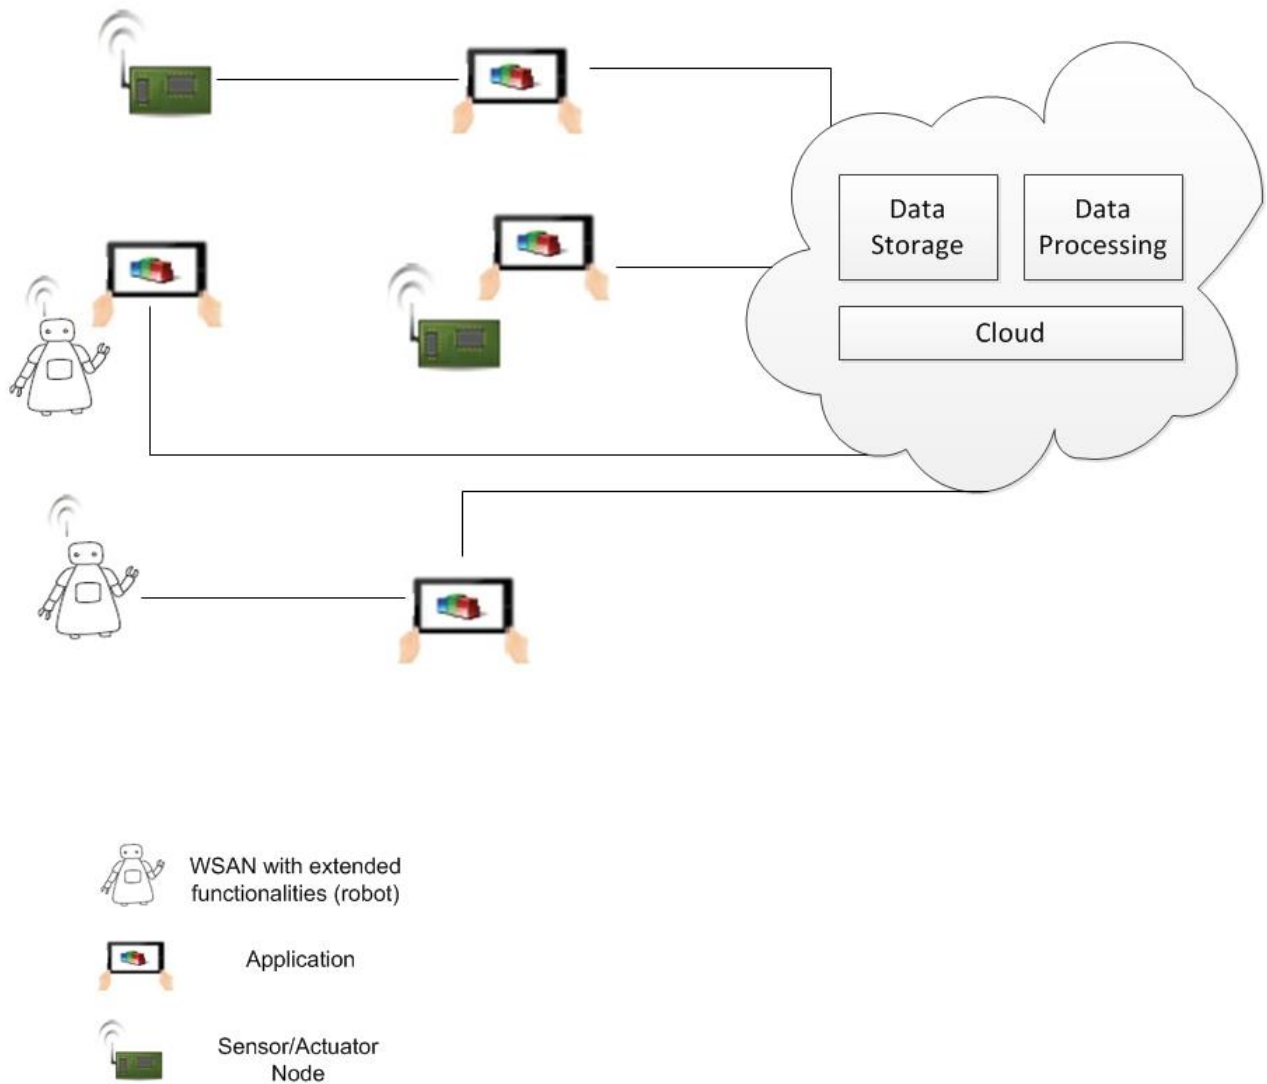 Data
Storage
Data
Processing
Cloud
WSAN with extended
functionalities (robot)
Application
Sensor/Actuator
Node